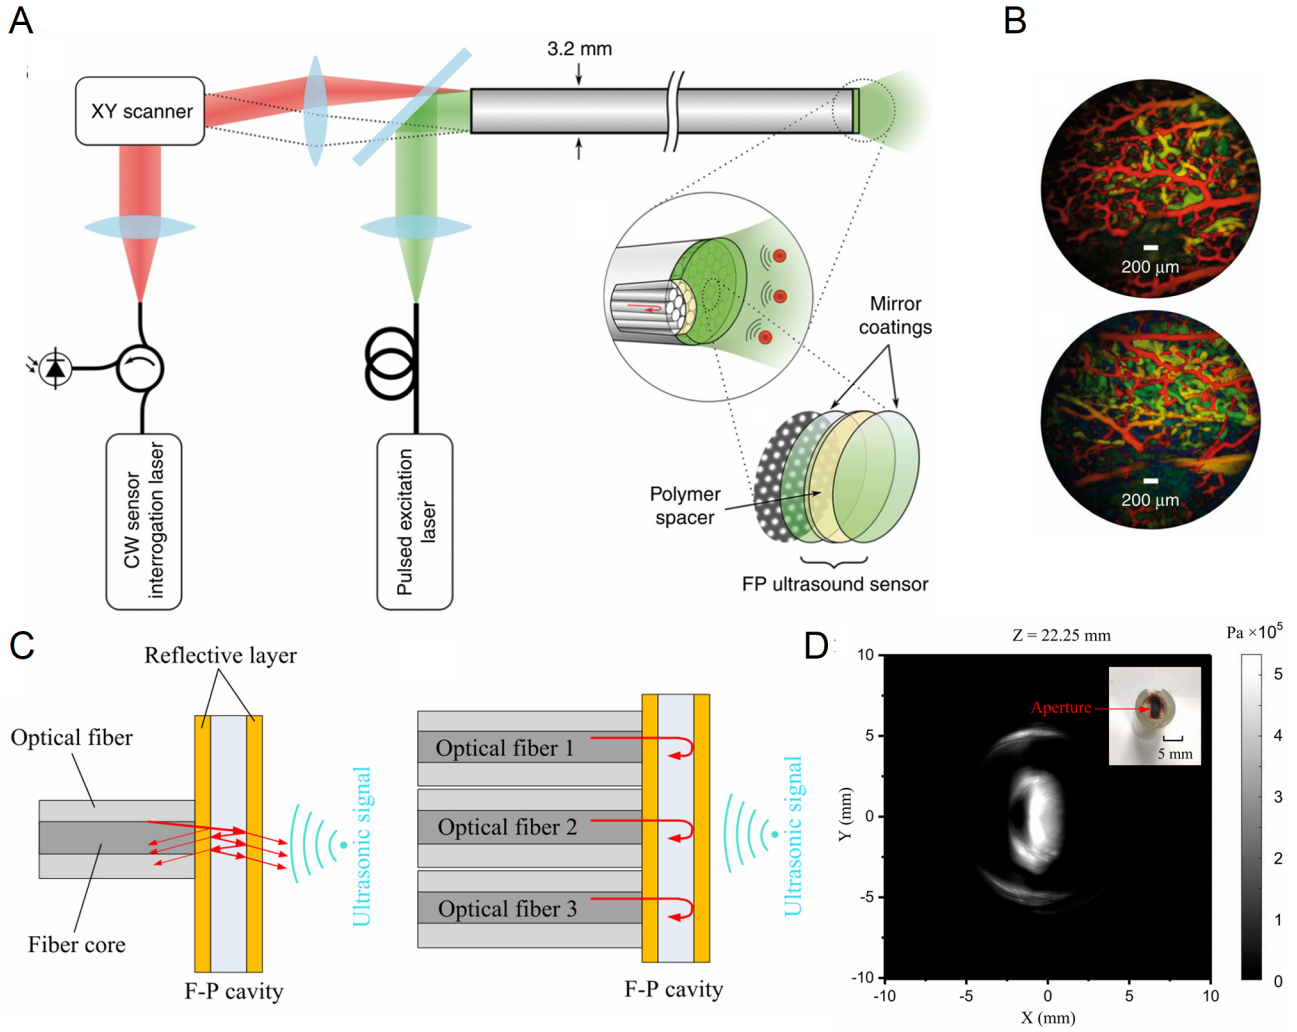 A
3.2 mm
XY scanner
CW sensor
interrogation laser
Pulsed excitation
laser
Mirror
coatings
Polymer
spacer
FP ultrasound sensor
B
200 µm
200 µm
C
Reflective layer
Optical fiber
Fiber core
F-P cavity
Ultrasonic signal
Optical fiber 1
Optical fiber 2
Optical fiber 3
F-P cavity
Ultrasonic signal
D
Z = 22.25 mm
Pa ×10⁵
Aperture
5 mm
10
5
0
-5
-10
Y (mm)
-10
-5
0
5
10
X (mm)
5
4
3
2
1
0